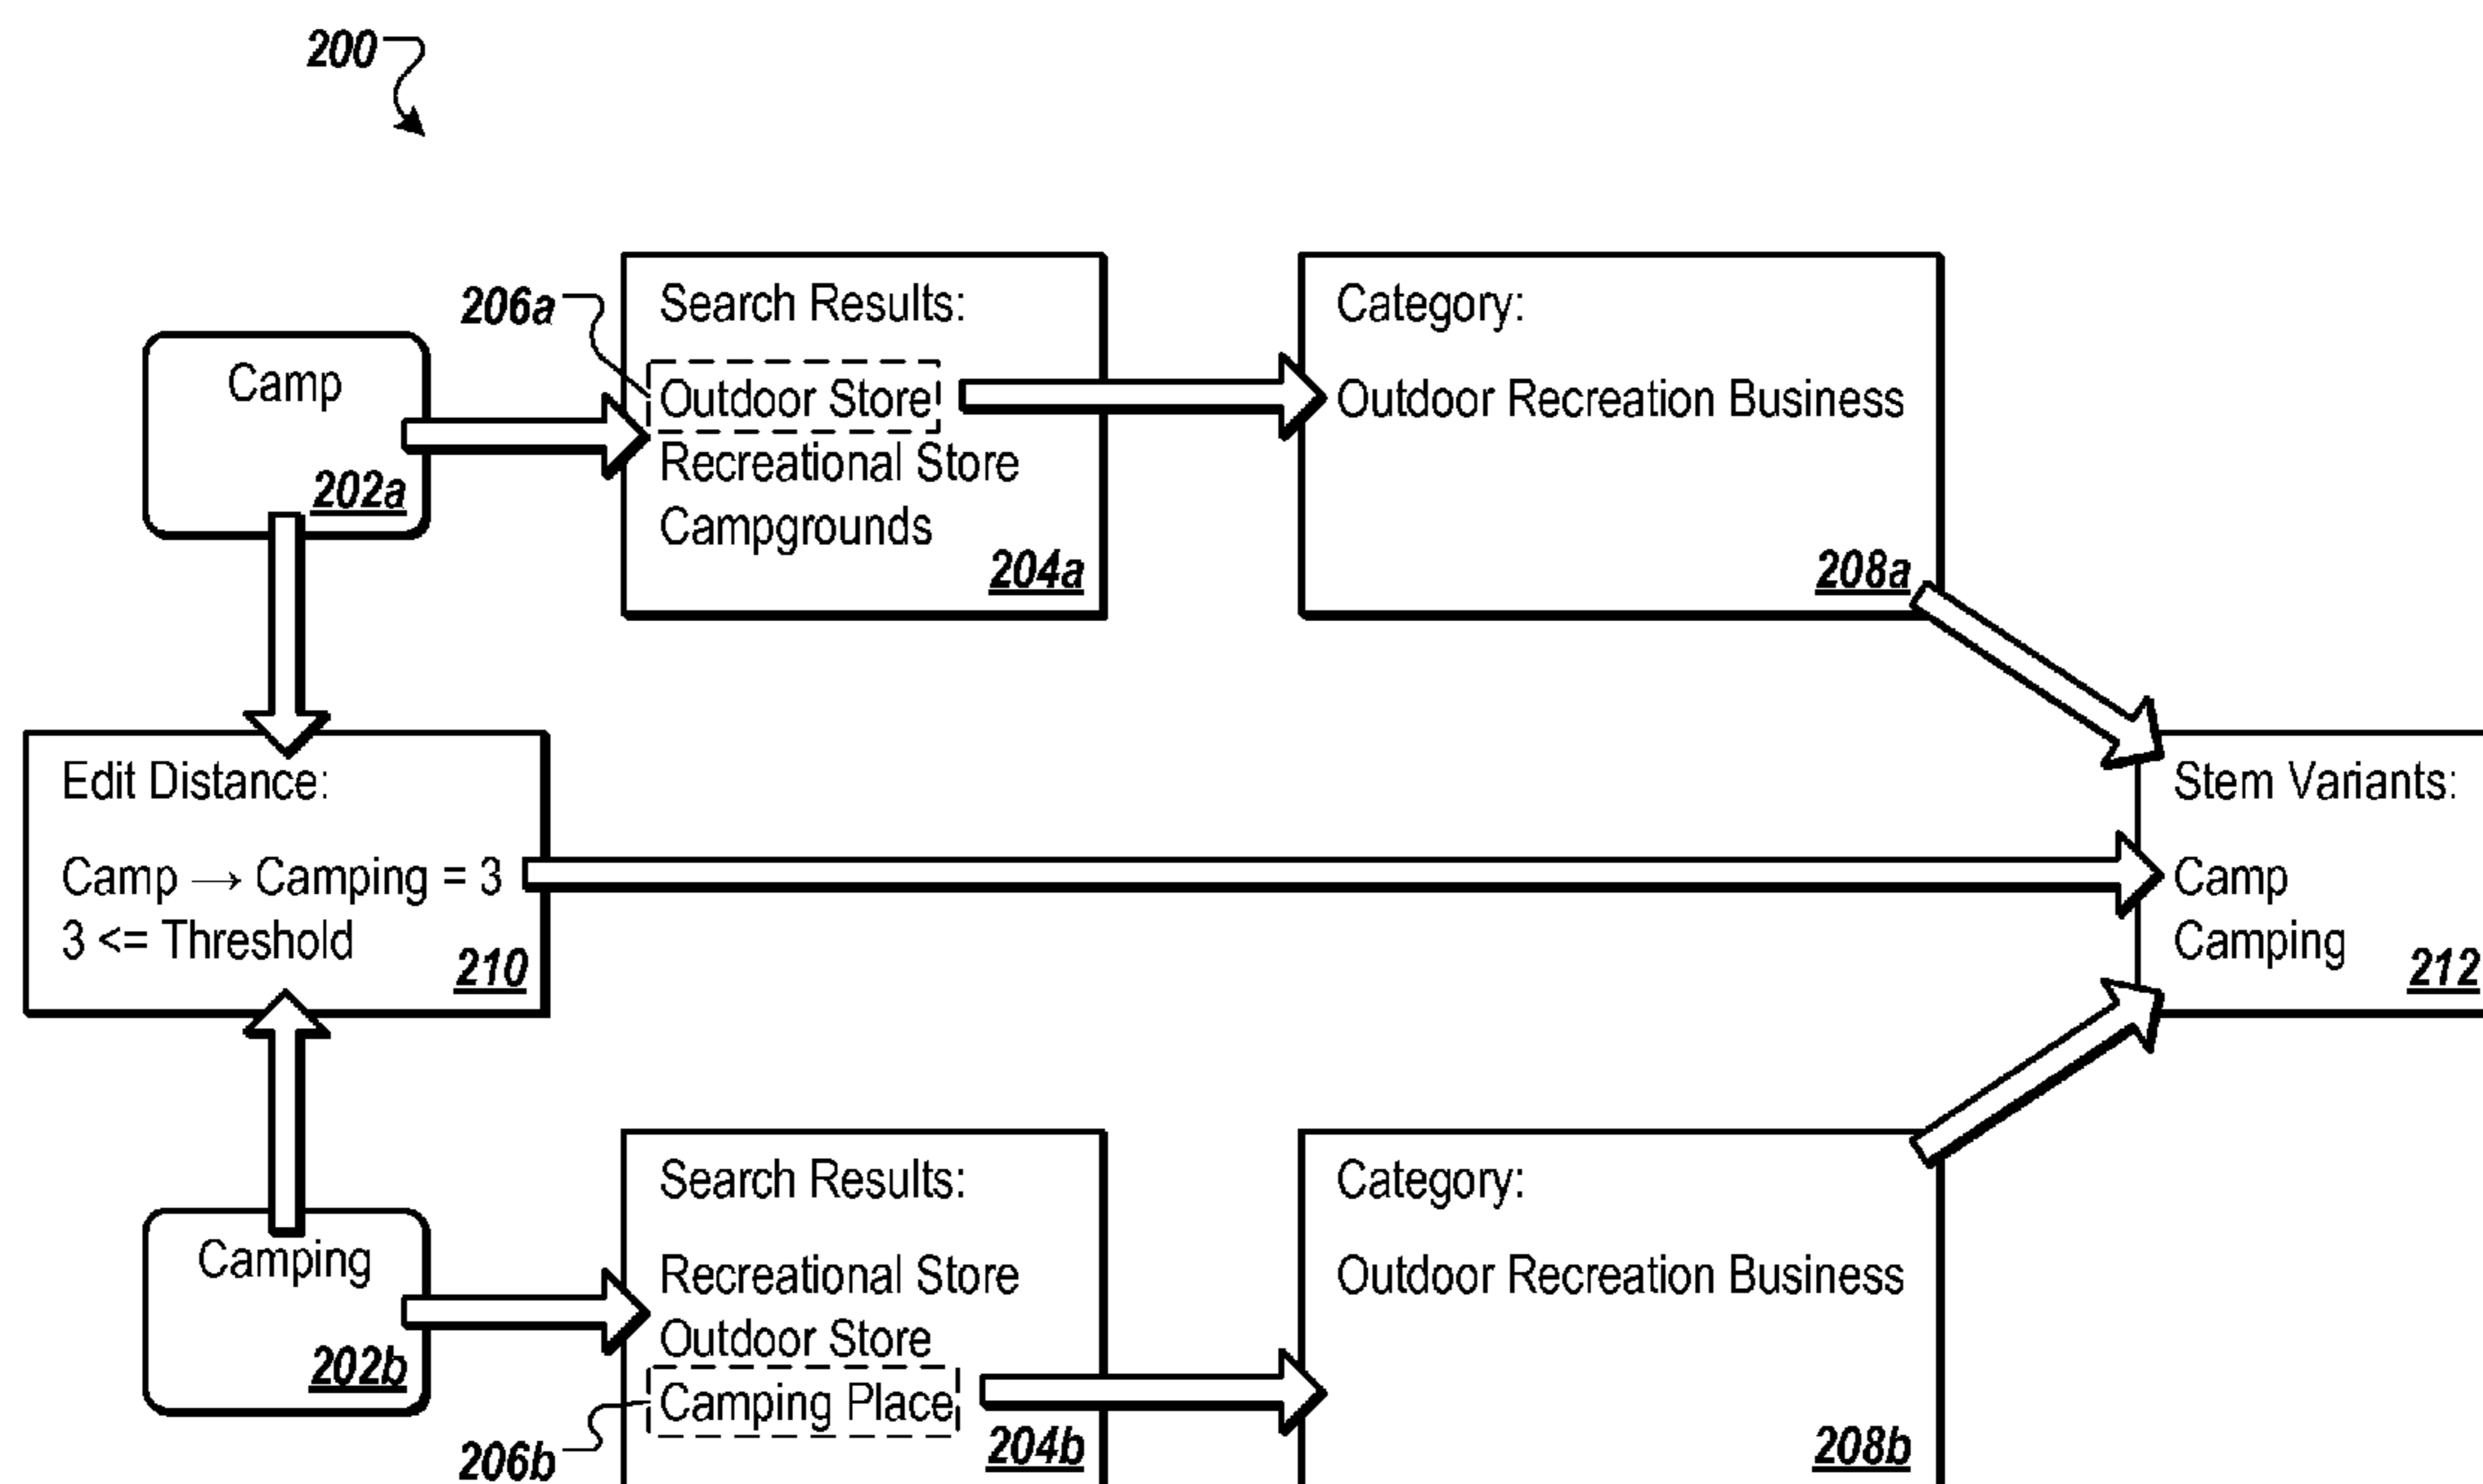 200
206a
Search Results:
Outdoor Store
Recreational Store
Campgrounds
204a
Category:
Outdoor Recreation Business
208a
Camp
202a
Edit Distance:
Camp → Camping = 3
3 <= Threshold
210
Stem Variants:
Camp
Camping
212
Camping
202b
Search Results:
Recreational Store
Outdoor Store
Camping Place
204b
206b
Category:
Outdoor Recreation Business
208b